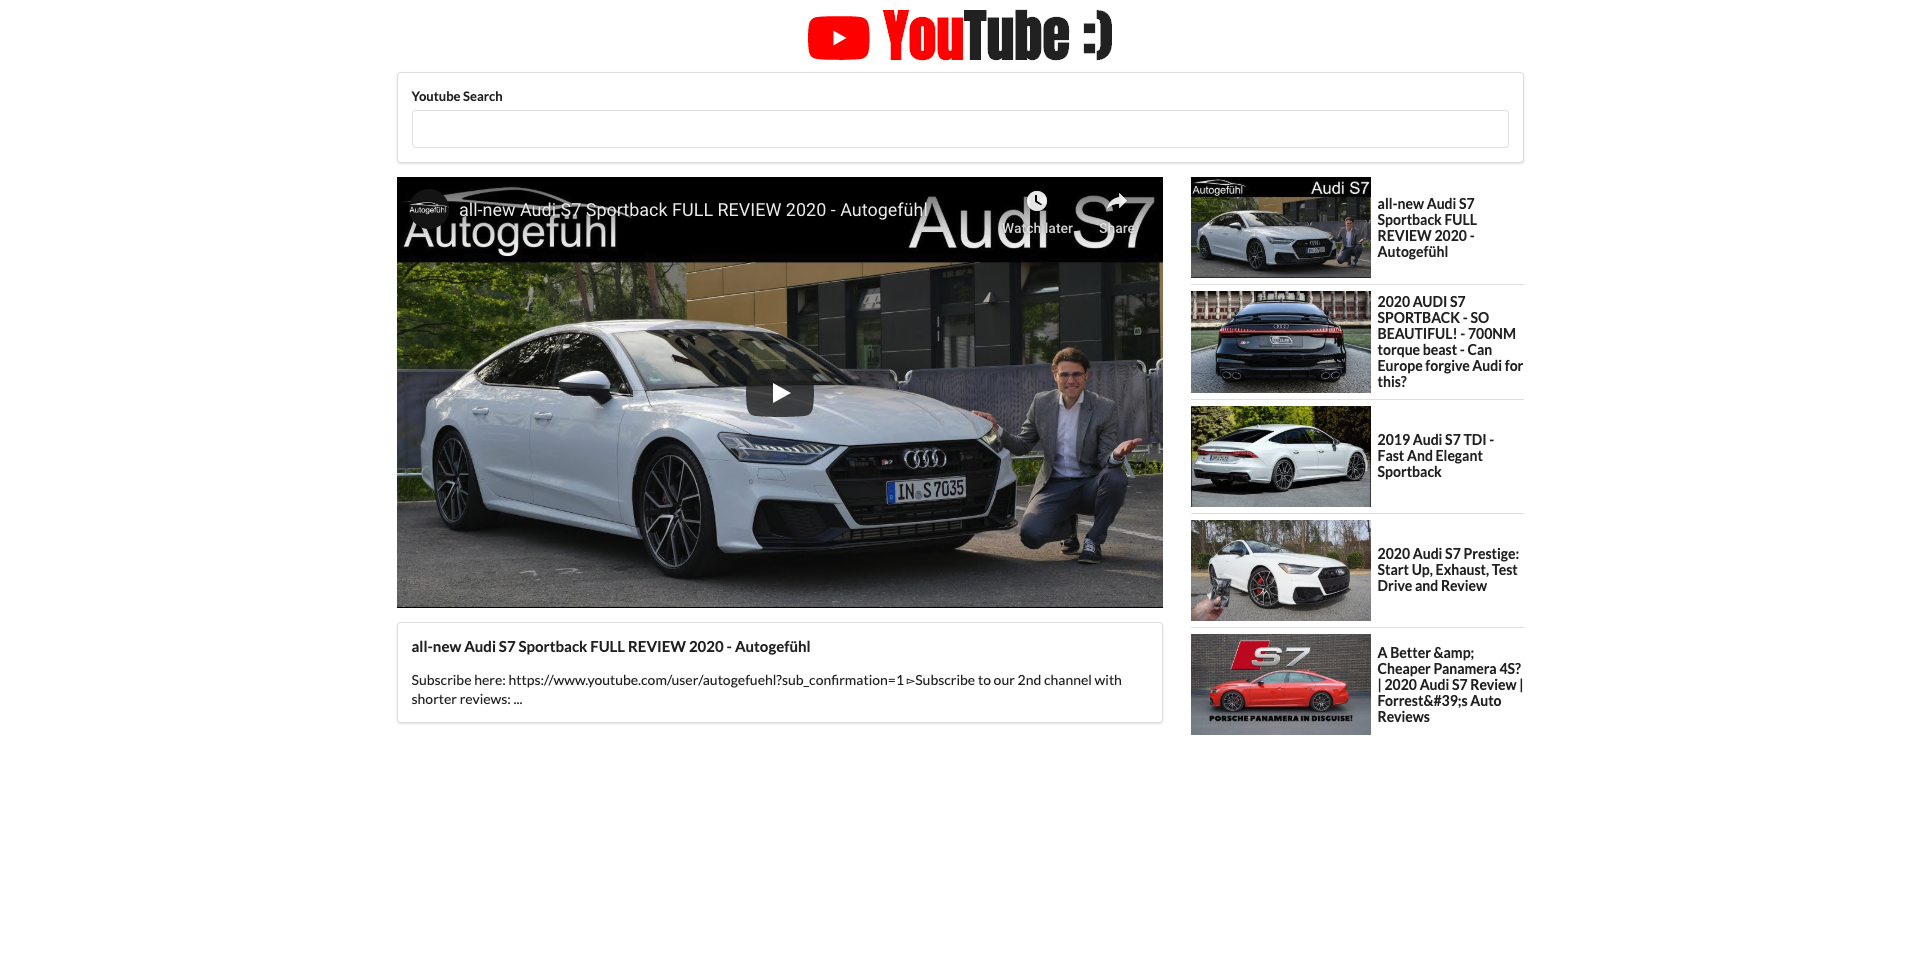 YouTube :)
Youtube Search
Autogefühl
all-new Audi S7 Sportback FULL REVIEW 2020 - Autogefühl
Watch later
Share
Autogefühl
Audi S7
IN S 7035
all-new Audi S7 Sportback FULL REVIEW 2020 - Autogefühl
Subscribe here: https://www.youtube.com/user/autogefuehl?sub_confirmation=1 ▻Subscribe to our 2nd channel with
shorter reviews: ...
Autogefühl
Audi S7
all-new Audi S7
Sportback FULL
REVIEW 2020 -
Autogefühl
2020 AUDI S7
SPORTBACK - SO
BEAUTIFUL! - 700NM
torque beast - Can
Europe forgive Audi for
this?
2019 Audi S7 TDI -
Fast And Elegant
Sportback
2020 Audi S7 Prestige:
Start Up, Exhaust, Test
Drive and Review
S7
PORSCHE PANAMERA IN DISGUISE!
A Better &amp;amp;
Cheaper Panamera 4S?
| 2020 Audi S7 Review |
Forrest&amp;#39;s Auto
Reviews